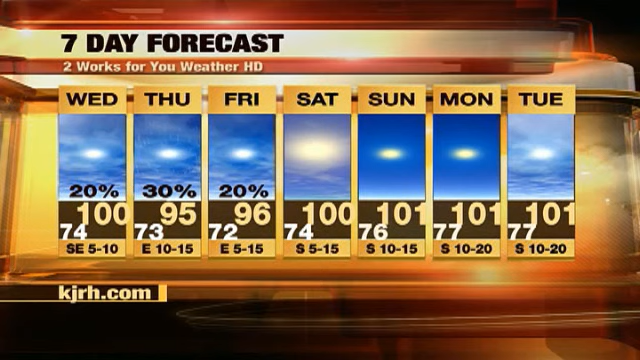 7 DAY FORECAST
2 Works for You Weather HD
WED THU FRI SAT SUN MON TUE
20% 30% 20%
100 95 96 100 101 101 101
74 73 72 74 76 77 77
SE 5-10 E 10-15 E 5-15 S 5-15 S 10-15 S 10-20 S 10-20
kjrh.com